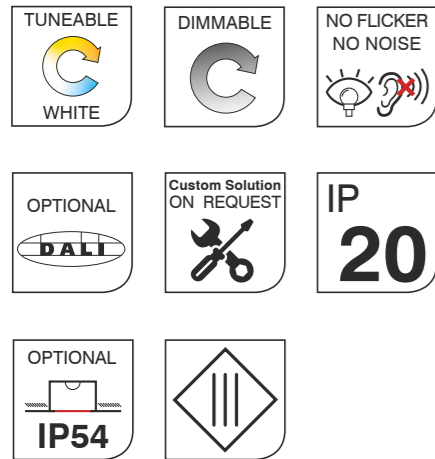 TUNEABLE
WHITE
DIMMABLE
NO FLICKER
NO NOISE
OPTIONAL
DALI
Custom Solution
ON REQUEST
IP
20
OPTIONAL
IP54